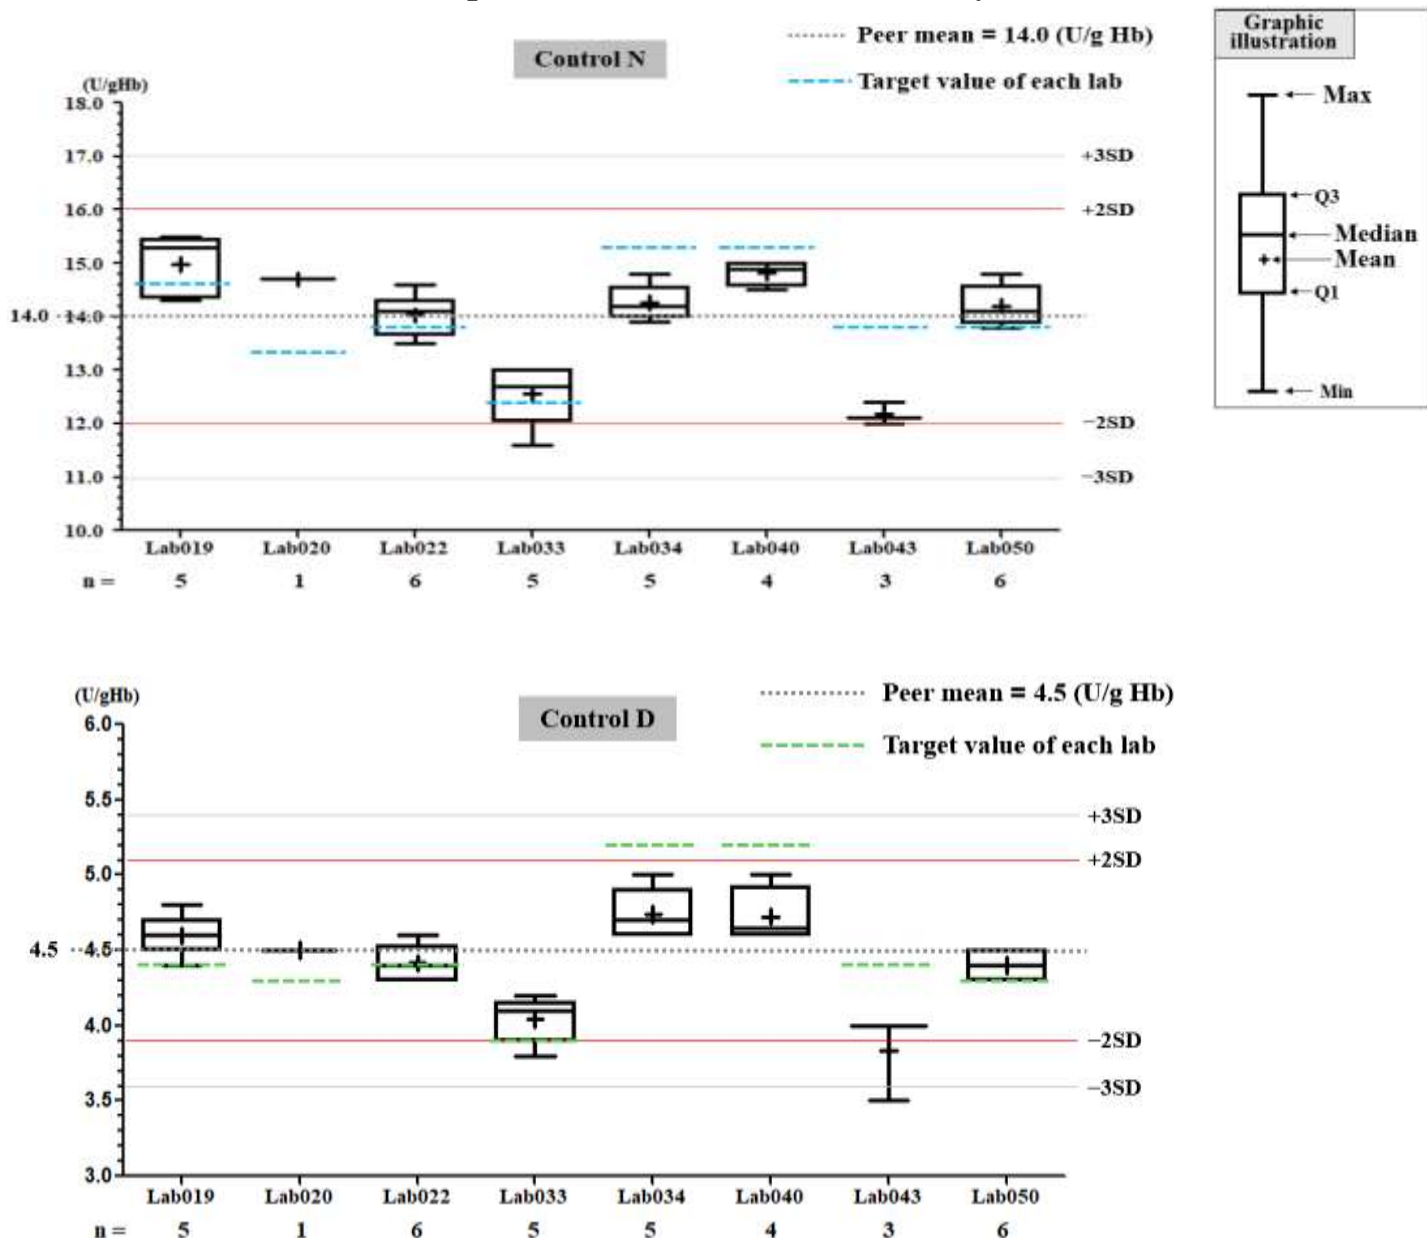 Control N
Peer mean = 14.0 (U/g Hb)
Target value of each lab
(U/gHb)
18.0
17.0
16.0
15.0
14.0
14.0
13.0
12.0
11.0
10.0
+3SD
+2SD
−2SD
−3SD
Lab019 Lab020 Lab022 Lab033 Lab034 Lab040 Lab043 Lab050
n = 5 1 6 5 5 4 3 6
Graphic
illustration
Max
Q3
Median
Mean
Q1
Min
Control D
Peer mean = 4.5 (U/g Hb)
Target value of each lab
(U/gHb)
6.0
5.5
5.0
4.5
4.5
4.0
3.5
3.0
+3SD
+2SD
−2SD
−3SD
Lab019 Lab020 Lab022 Lab033 Lab034 Lab040 Lab043 Lab050
n = 5 1 6 5 5 4 3 6